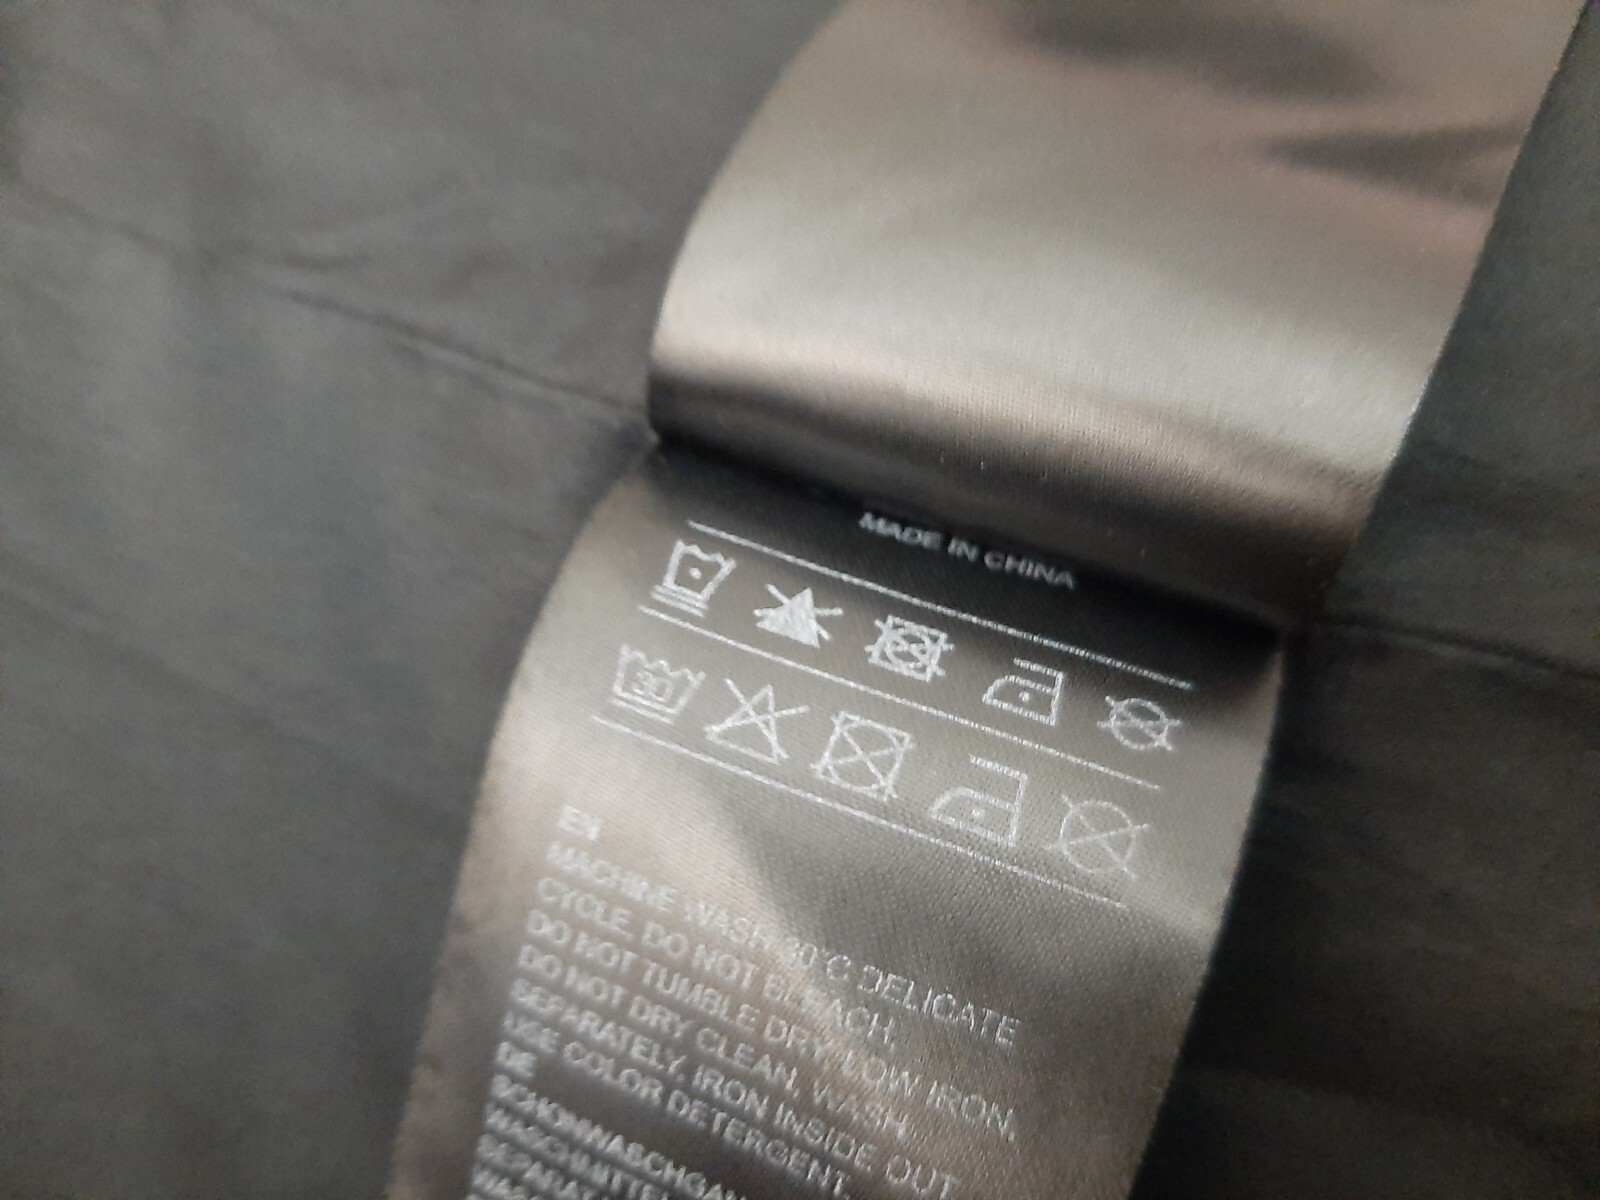 MADE IN CHINA
30
EN
MACHINE WASH 30°C DELICATE
CYCLE. DO NOT BLEACH.
DO NOT TUMBLE DRY. LOW IRON.
DO NOT DRY CLEAN. WASH
SEPARATELY. IRON INSIDE OUT
USE COLOR DETERGENT.
DE